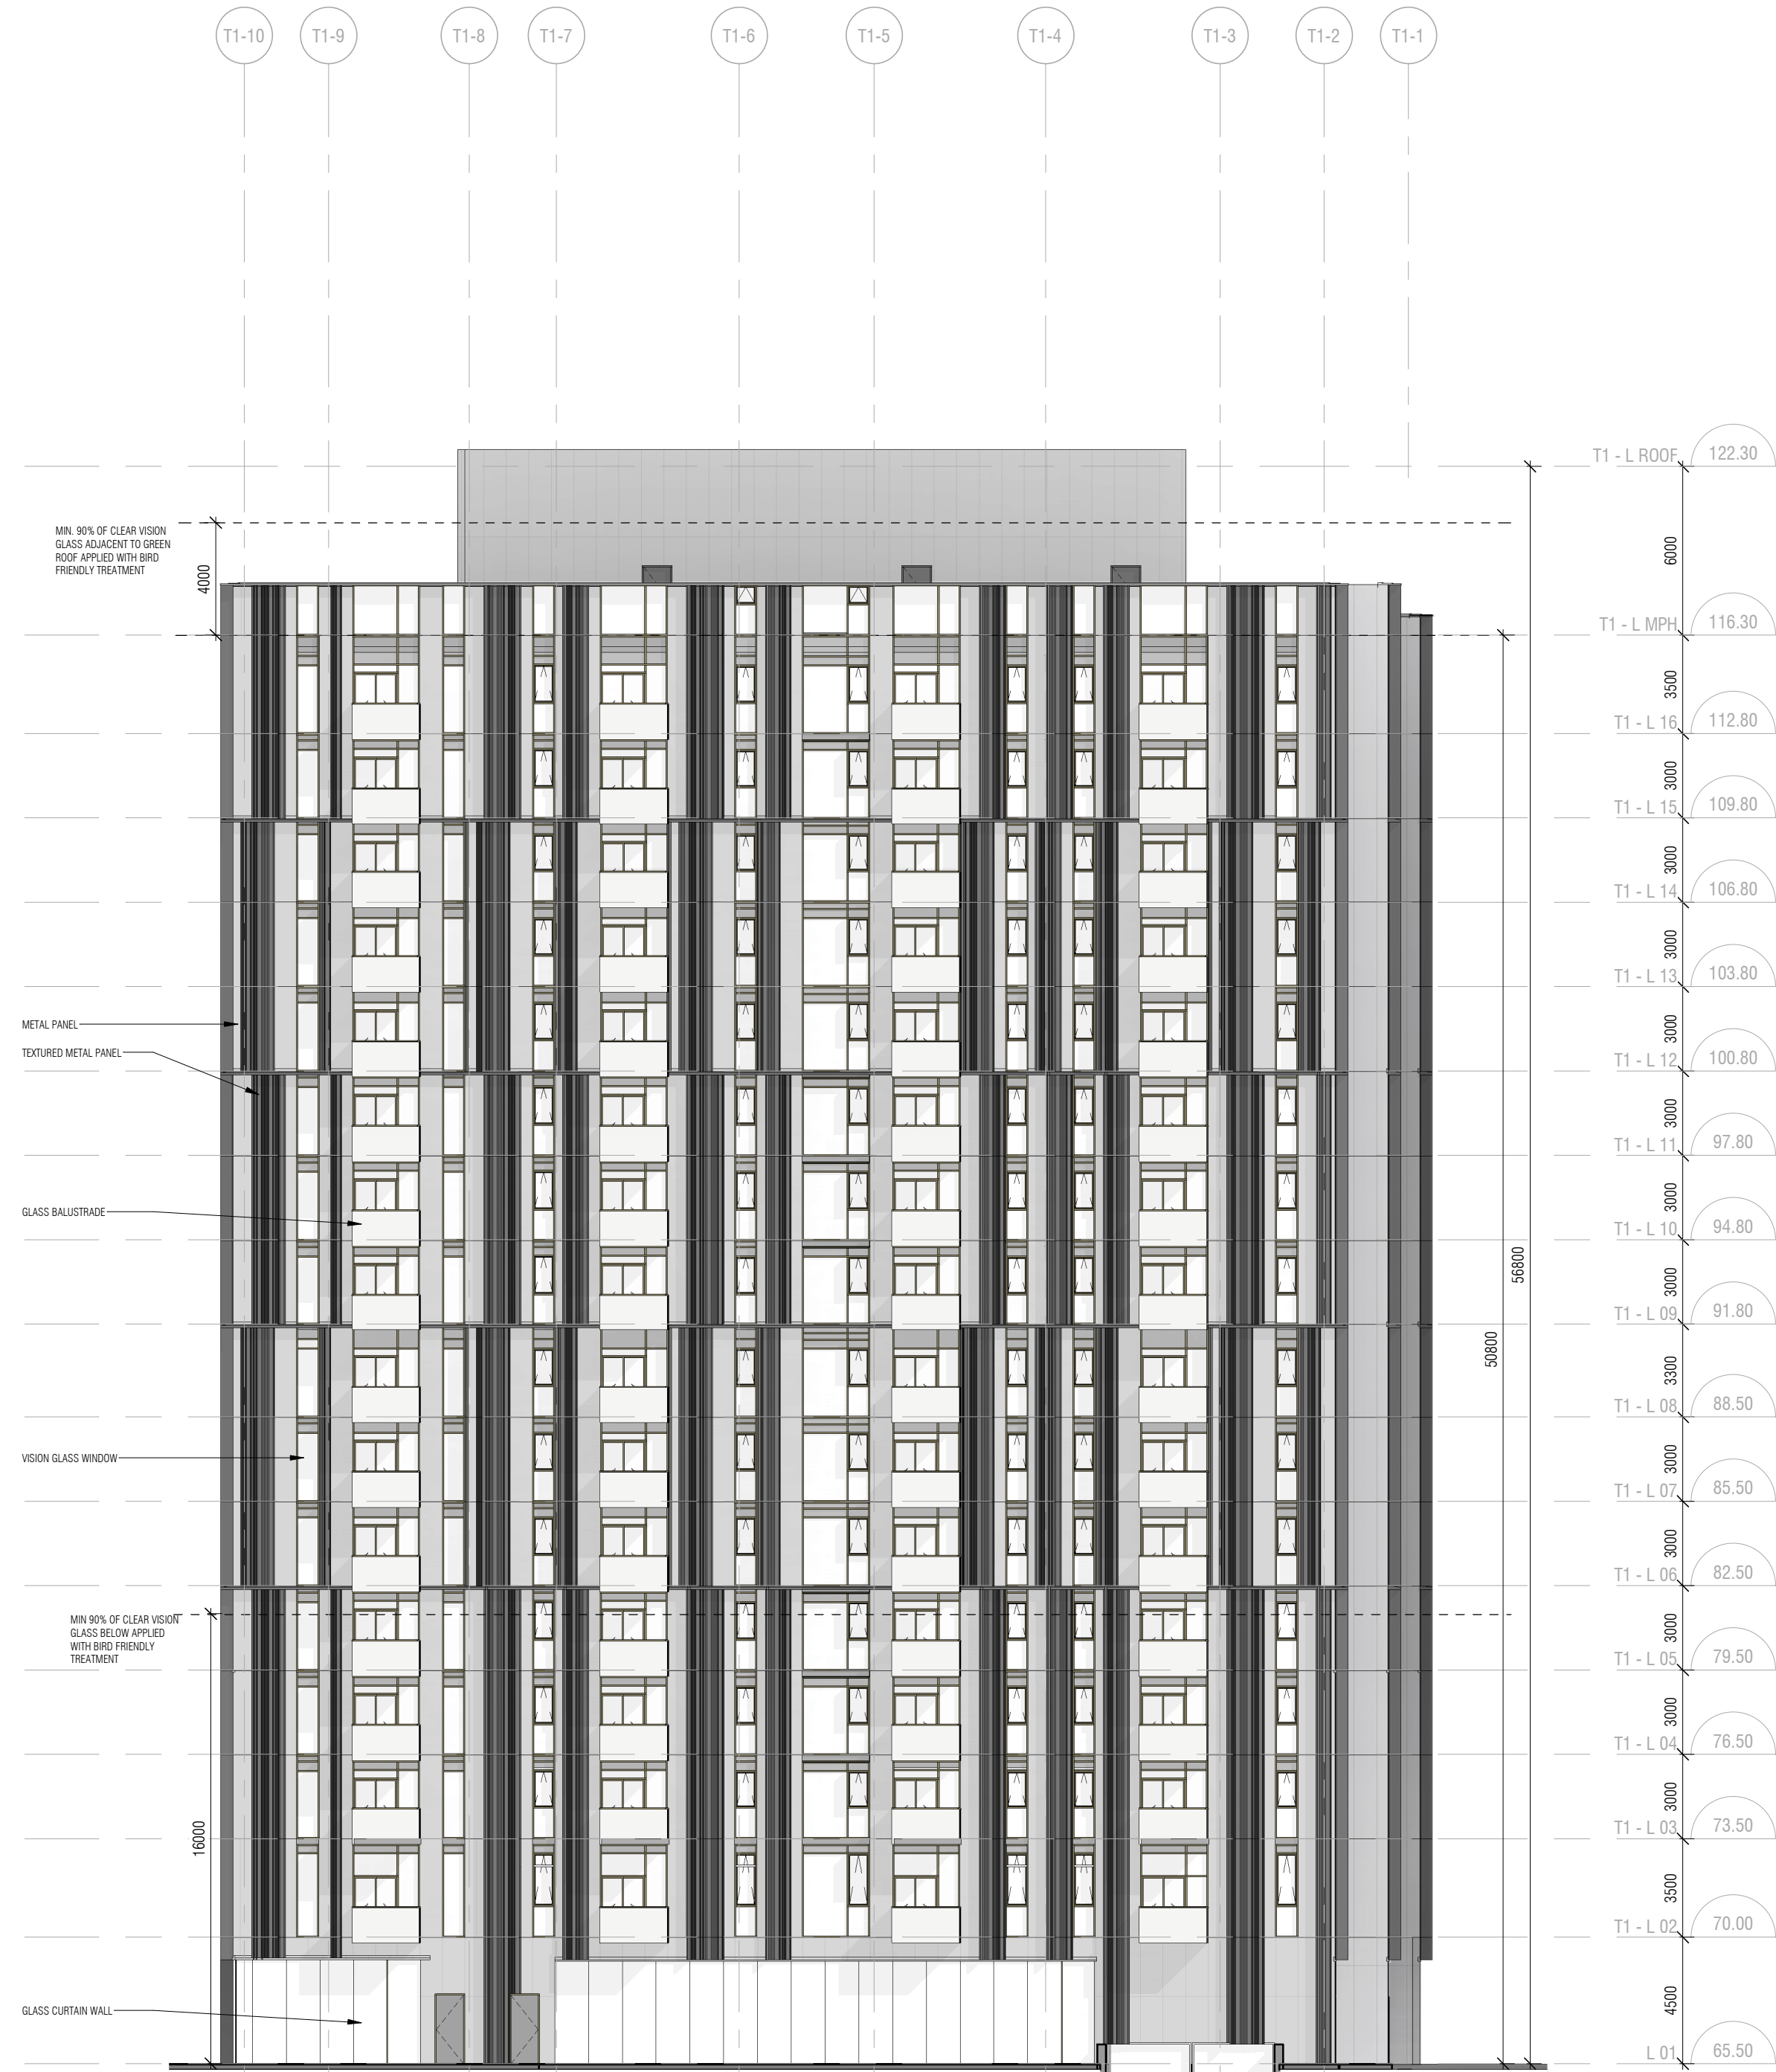 T1-10
T1-9
T1-8
T1-7
T1-6
T1-5
T1-4
T1-3
T1-2
T1-1
T1 - L ROOF
122.30
MIN. 90% OF CLEAR VISION
GLASS ADJACENT TO GREEN
ROOF APPLIED WITH BIRD
FRIENDLY TREATMENT
4000
6000
T1 - L MPH
116.30
3500
T1 - L 16
112.80
3000
T1 - L 15
109.80
3000
T1 - L 14
106.80
3000
T1 - L 13
103.80
METAL PANEL
3000
TEXTURED METAL PANEL
T1 - L 12
100.80
3000
T1 - L 11
97.80
3000
GLASS BALUSTRADE
T1 - L 10
94.80
56800
3000
T1 - L 09
91.80
50800
3300
T1 - L 08
88.50
VISION GLASS WINDOW
3000
T1 - L 07
85.50
3000
T1 - L 06
82.50
MIN 90% OF CLEAR VISION
GLASS BELOW APPLIED
WITH BIRD FRIENDLY
TREATMENT
3000
T1 - L 05
79.50
3000
T1 - L 04
76.50
3000
T1 - L 03
73.50
16000
3500
T1 - L 02
70.00
GLASS CURTAIN WALL
4500
L 01
65.50